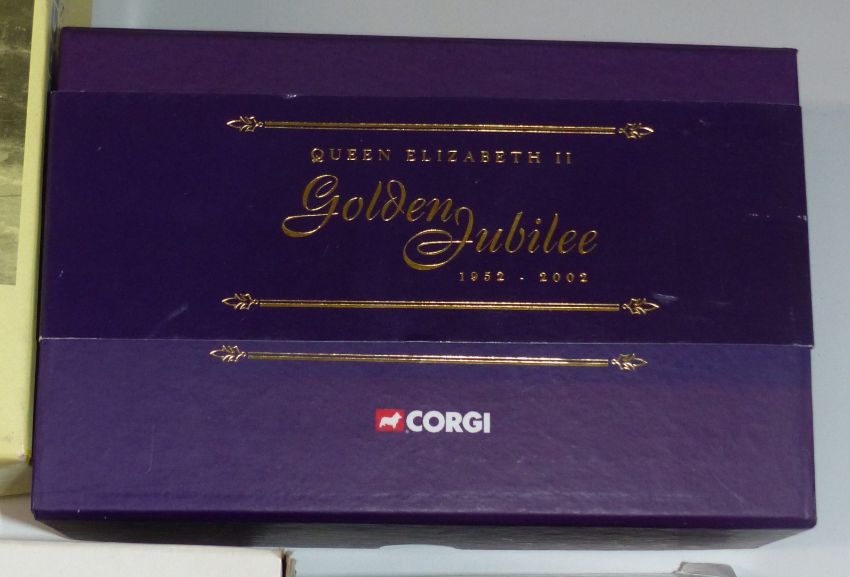 QUEEN ELIZABETH II
Golden Jubilee
1952 - 2002
CORGI